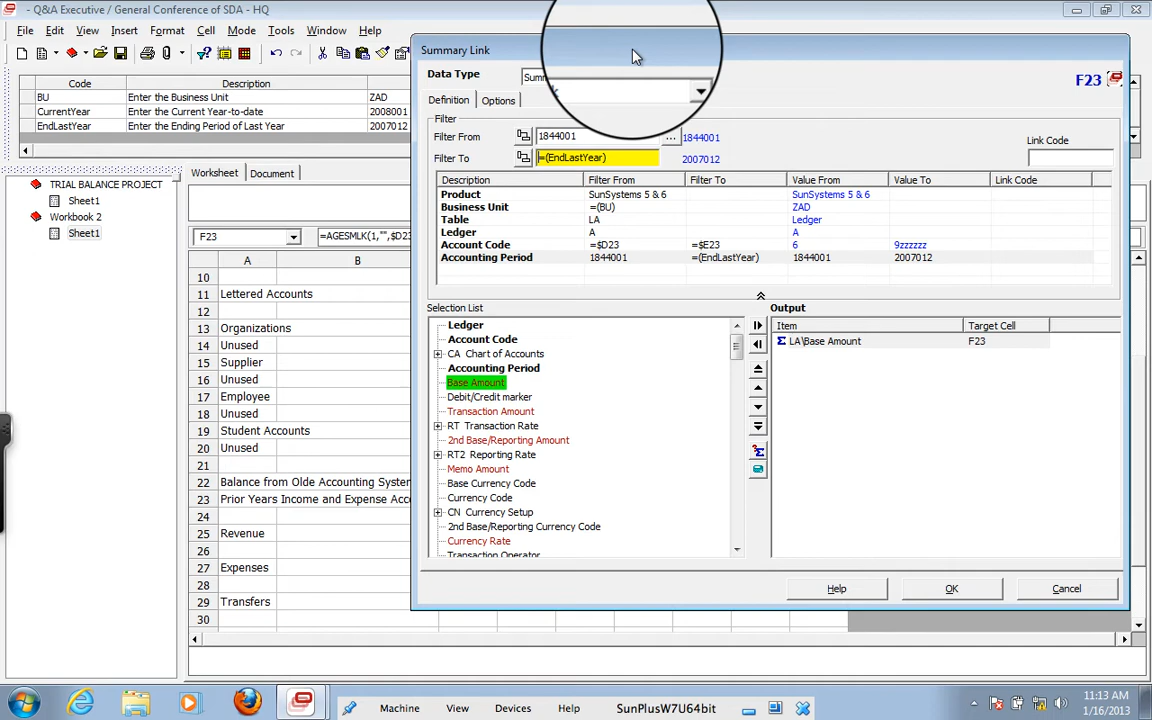 - Q&A Executive / General Conference of SDA - HQ
File Edit View Insert Format Cell Mode Tools Window Help
Code Description
BU Enter the Business Unit ZAD
CurrentYear Enter the Current Year-to-date 2008001
EndLastYear Enter the Ending Period of Last Year 2007012
TRIAL BALANCE PROJECT
Sheet1
Workbook 2
Sheet1
Worksheet Document
F23 =AGESMLK(1,"",$D23
A B
10
11 Lettered Accounts
12
13 Organizations
14 Unused
15 Supplier
16 Unused
17 Employee
18 Unused
19 Student Accounts
20 Unused
21
22 Balance from Olde Accounting System
23 Prior Years Income and Expense Acc
24
25 Revenue
26
27 Expenses
28
29 Transfers
30
Summary Link
Data Type
F23
Definition Options
Filter
Filter From 1844001 ... 1844001
Filter To =(EndLastYear) 2007012
Link Code
Description Filter From Filter To Value From Value To Link Code
Product SunSystems 5 & 6 SunSystems 5 & 6
Business Unit =(BU) ZAD
Table LA Ledger
Ledger A A
Account Code =$D23 =$E23 6 9zzzzzz
Accounting Period 1844001 =(EndLastYear) 1844001 2007012
Selection List
Ledger
Account Code
CA Chart of Accounts
Accounting Period
Base Amount
Debit/Credit marker
Transaction Amount
RT Transaction Rate
2nd Base/Reporting Amount
RT2 Reporting Rate
Memo Amount
Base Currency Code
Currency Code
CN Currency Setup
2nd Base/Reporting Currency Code
Currency Rate
Transaction Operator
Output
Item Target Cell
LA\Base Amount F23
Help OK Cancel
Machine View Devices Help SunPlusW7U64bit
11:13 AM
1/16/2013